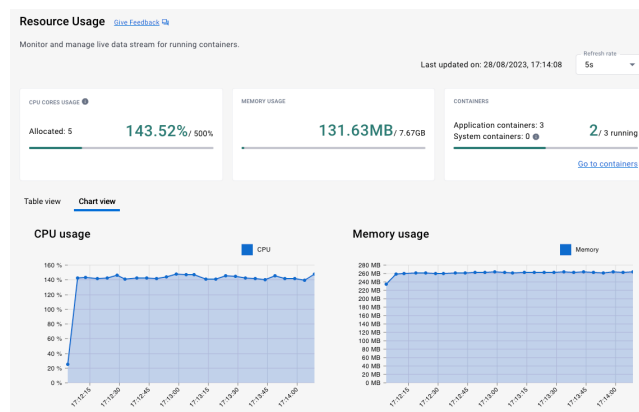 Resource Usage Give Feedback
Monitor and manage live data stream for running containers.
Last updated on: 28/08/2023, 17:14:08
Refresh rate
5s
CPU CORES USAGE
Allocated: 5
143.52% / 500%
MEMORY USAGE
131.63MB / 7.67GB
CONTAINERS
Application containers: 3
System containers: 0
2 / 3 running
Go to containers
Table view Chart view
CPU usage
CPU
160 %
140 %
120 %
100 %
80 %
60 %
40 %
20 %
0 %
17:12:15
17:12:30
17:12:45
17:13:00
17:13:15
17:13:30
17:13:45
17:14:00
Memory usage
Memory
280 MB
260 MB
240 MB
220 MB
200 MB
180 MB
160 MB
140 MB
120 MB
100 MB
80 MB
60 MB
40 MB
20 MB
0 MB
17:12:15
17:12:30
17:12:45
17:13:00
17:13:15
17:13:30
17:13:45
17:14:00